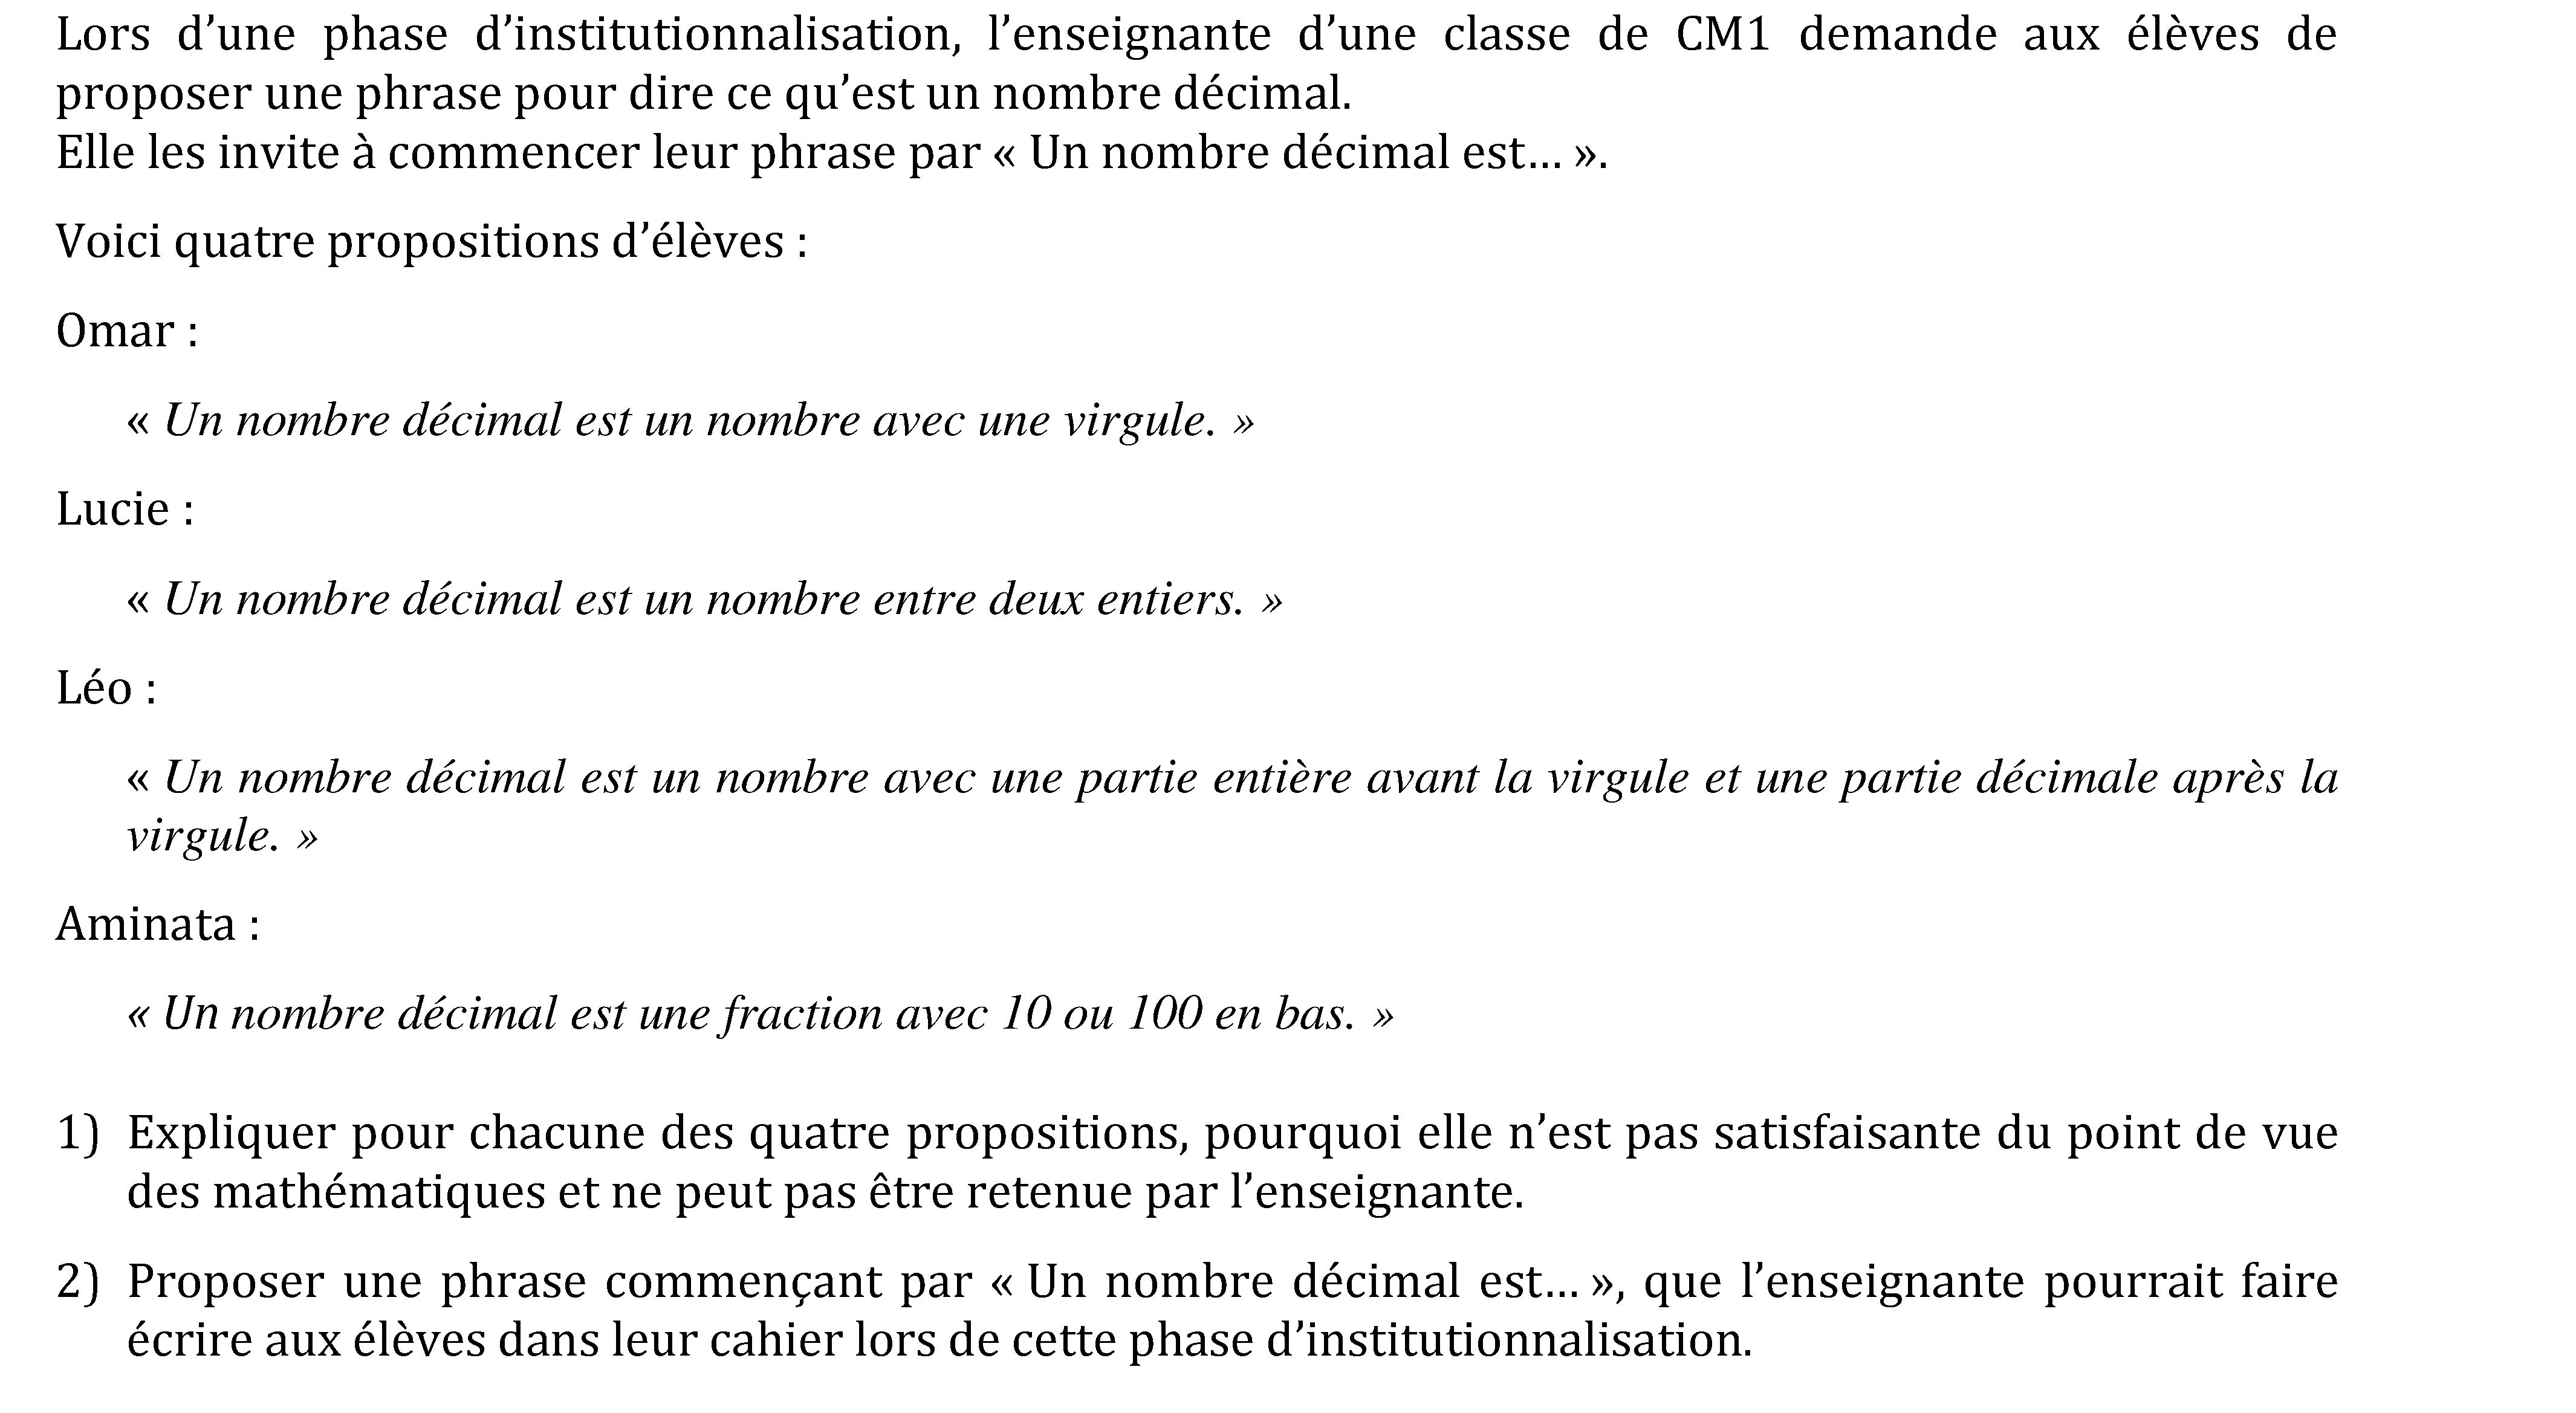 Lors d’une phase d’institutionnalisation, l’enseignante d’une classe de CM1 demande aux élèves de
proposer une phrase pour dire ce qu’est un nombre décimal.
Elle les invite à commencer leur phrase par « Un nombre décimal est… ».
Voici quatre propositions d’élèves :
Omar :
« Un nombre décimal est un nombre avec une virgule. »
Lucie :
« Un nombre décimal est un nombre entre deux entiers. »
Léo :
« Un nombre décimal est un nombre avec une partie entière avant la virgule et une partie décimale après la
virgule. »
Aminata :
« Un nombre décimal est une fraction avec 10 ou 100 en bas. »
1) Expliquer pour chacune des quatre propositions, pourquoi elle n’est pas satisfaisante du point de vue
des mathématiques et ne peut pas être retenue par l’enseignante.
2) Proposer une phrase commençant par « Un nombre décimal est… », que l’enseignante pourrait faire
écrire aux élèves dans leur cahier lors de cette phase d’institutionnalisation.